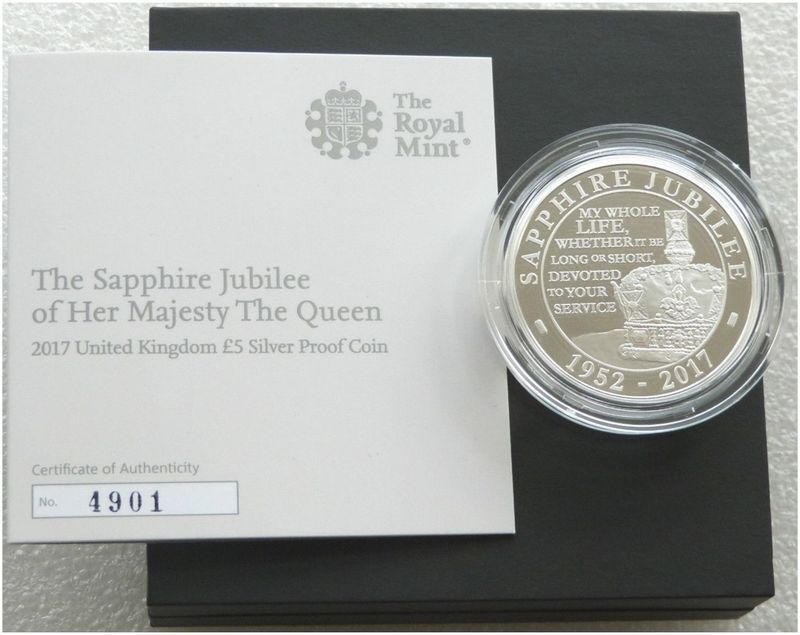 The
Royal
Mint®
The Sapphire Jubilee
of Her Majesty The Queen
2017 United Kingdom £5 Silver Proof Coin
Certificate of Authenticity
No. 4901
SAPPHIRE JUBILEE
MY WHOLE
LIFE,
WHETHER IT BE
LONG OR SHORT,
DEVOTED
TO YOUR
SERVICE
1952 - 2017